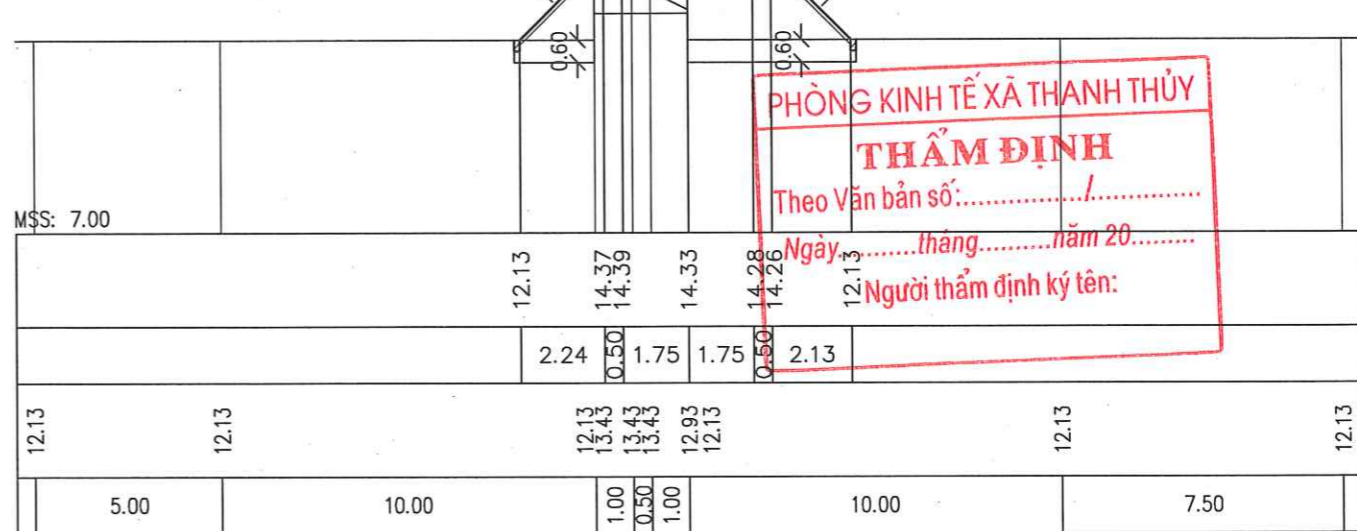 0.60 0.60
PHÒNG KINH TẾ XÃ THANH THỦY
THẨM ĐỊNH
Theo Văn bản số:................/................
Ngày..........tháng..........năm 20.........
Người thẩm định ký tên:
MSS: 7.00
12.13 14.37 14.39 14.33 14.28 14.26 12.13
2.24 0.50 1.75 1.75 0.50 2.13
12.13 12.13 12.13 13.43 13.43 13.43 12.93 12.13 12.13 12.13
5.00 10.00 1.00 0.50 1.00 10.00 7.50